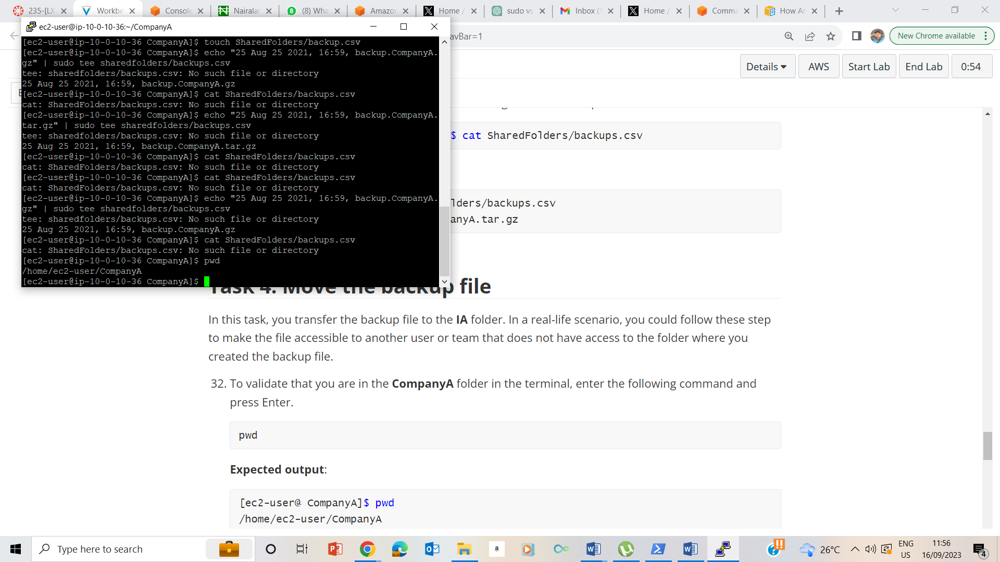 235-[LX
Workbe
Console
Nairalar
(8) Wha
Amazo
Home /
sudo vs
Inbox (1
Home /
Comma
How Ar
ec2-user@ip-10-0-10-36:~/CompanyA
avBar=1
New Chrome available
Details
AWS
Start Lab
End Lab
0:54
[ec2-user@ip-10-0-10-36 CompanyA]$ touch SharedFolders/backup.csv
[ec2-user@ip-10-0-10-36 CompanyA]$ echo "25 Aug 25 2021, 16:59, backup.CompanyA.
gz" | sudo tee sharedfolders/backups.csv
tee: sharedfolders/backups.csv: No such file or directory
25 Aug 25 2021, 16:59, backup.CompanyA.gz
[ec2-user@ip-10-0-10-36 CompanyA]$ cat SharedFolders/backups.csv
cat: SharedFolders/backups.csv: No such file or directory
[ec2-user@ip-10-0-10-36 CompanyA]$ echo "25 Aug 25 2021, 16:59, backup.CompanyA.
tar.gz" | sudo tee sharedfolders/backups.csv
tee: sharedfolders/backups.csv: No such file or directory
25 Aug 25 2021, 16:59, backup.CompanyA.tar.gz
[ec2-user@ip-10-0-10-36 CompanyA]$ cat SharedFolders/backups.csv
cat: SharedFolders/backups.csv: No such file or directory
[ec2-user@ip-10-0-10-36 CompanyA]$ cat SharedFolders/backups.csv
cat: SharedFolders/backups.csv: No such file or directory
[ec2-user@ip-10-0-10-36 CompanyA]$ echo "25 Aug 25 2021, 16:59, backup.CompanyA.
gz" | sudo tee sharedfolders/backups.csv
tee: sharedfolders/backups.csv: No such file or directory
25 Aug 25 2021, 16:59, backup.CompanyA.gz
[ec2-user@ip-10-0-10-36 CompanyA]$ cat SharedFolders/backups.csv
cat: SharedFolders/backups.csv: No such file or directory
[ec2-user@ip-10-0-10-36 CompanyA]$ pwd
/home/ec2-user/CompanyA
[ec2-user@ip-10-0-10-36 CompanyA]$
$ cat SharedFolders/backups.csv
lders/backups.csv
anyA.tar.gz
Task 4: Move the backup file
In this task, you transfer the backup file to the IA folder. In a real-life scenario, you could follow these step
to make the file accessible to another user or team that does not have access to the folder where you
created the backup file.
32. To validate that you are in the CompanyA folder in the terminal, enter the following command and
press Enter.
pwd
Expected output:
[ec2-user@ CompanyA]$ pwd
/home/ec2-user/CompanyA
Type here to search
a
26°C
ENG
US
11:56
16/09/2023
4